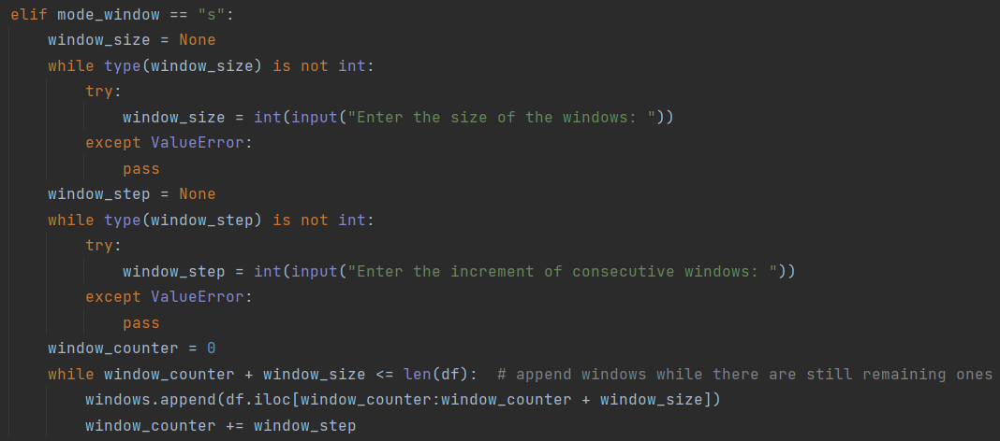 elif mode_window == "s":
    window_size = None
    while type(window_size) is not int:
        try:
            window_size = int(input("Enter the size of the windows: "))
        except ValueError:
            pass
    window_step = None
    while type(window_step) is not int:
        try:
            window_step = int(input("Enter the increment of consecutive windows: "))
        except ValueError:
            pass
    window_counter = 0
    while window_counter + window_size <= len(df):  # append windows while there are still remaining ones
        windows.append(df.iloc[window_counter:window_counter + window_size])
        window_counter += window_step